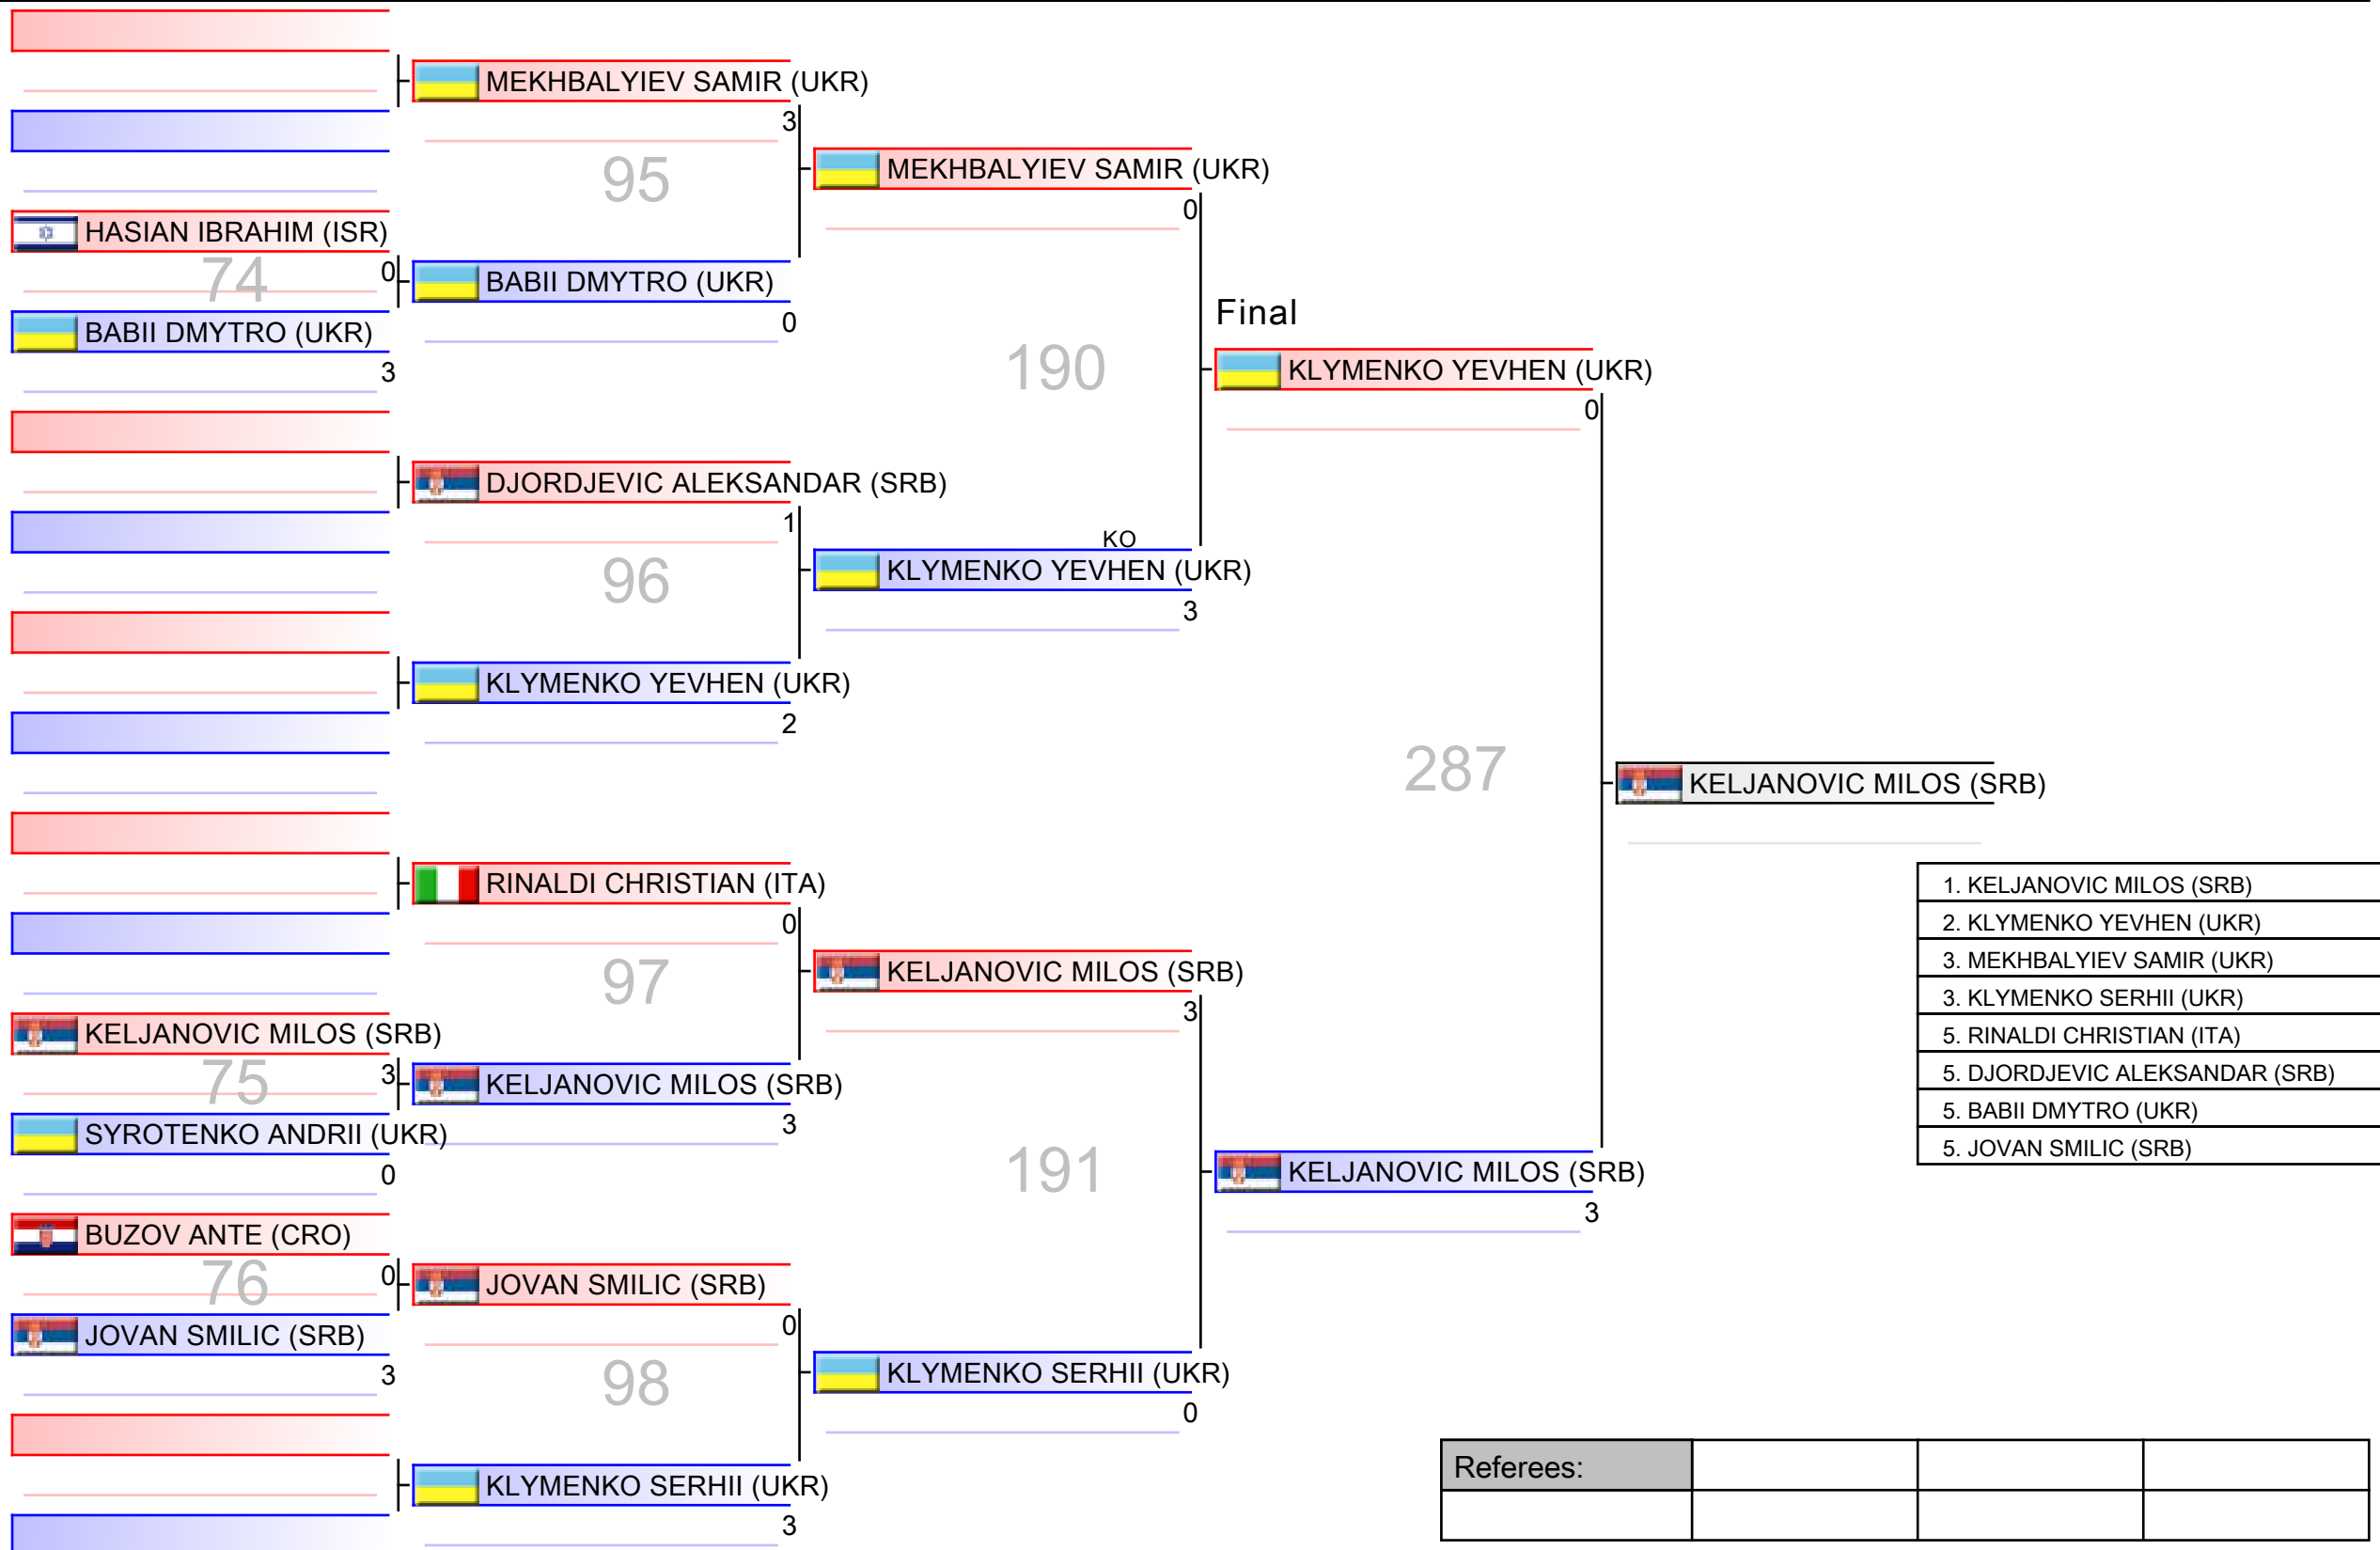 MEKHBALYIEV SAMIR (UKR)
3
95
MEKHBALYIEV SAMIR (UKR)
0
HASIAN IBRAHIM (ISR)
0
74
BABII DMYTRO (UKR)
0
BABII DMYTRO (UKR)
3
190
Final
KLYMENKO YEVHEN (UKR)
0
DJORDJEVIC ALEKSANDAR (SRB)
1
96
KO
KLYMENKO YEVHEN (UKR)
3
KLYMENKO YEVHEN (UKR)
2
287
KELJANOVIC MILOS (SRB)
RINALDI CHRISTIAN (ITA)
0
97
KELJANOVIC MILOS (SRB)
3
KELJANOVIC MILOS (SRB)
3
75
KELJANOVIC MILOS (SRB)
3
SYROTENKO ANDRII (UKR)
0
191
KELJANOVIC MILOS (SRB)
3
BUZOV ANTE (CRO)
0
76
JOVAN SMILIC (SRB)
0
JOVAN SMILIC (SRB)
3
98
KLYMENKO SERHII (UKR)
0
KLYMENKO SERHII (UKR)
3
1. KELJANOVIC MILOS (SRB)
2. KLYMENKO YEVHEN (UKR)
3. MEKHBALYIEV SAMIR (UKR)
3. KLYMENKO SERHII (UKR)
5. RINALDI CHRISTIAN (ITA)
5. DJORDJEVIC ALEKSANDAR (SRB)
5. BABII DMYTRO (UKR)
5. JOVAN SMILIC (SRB)
Referees: